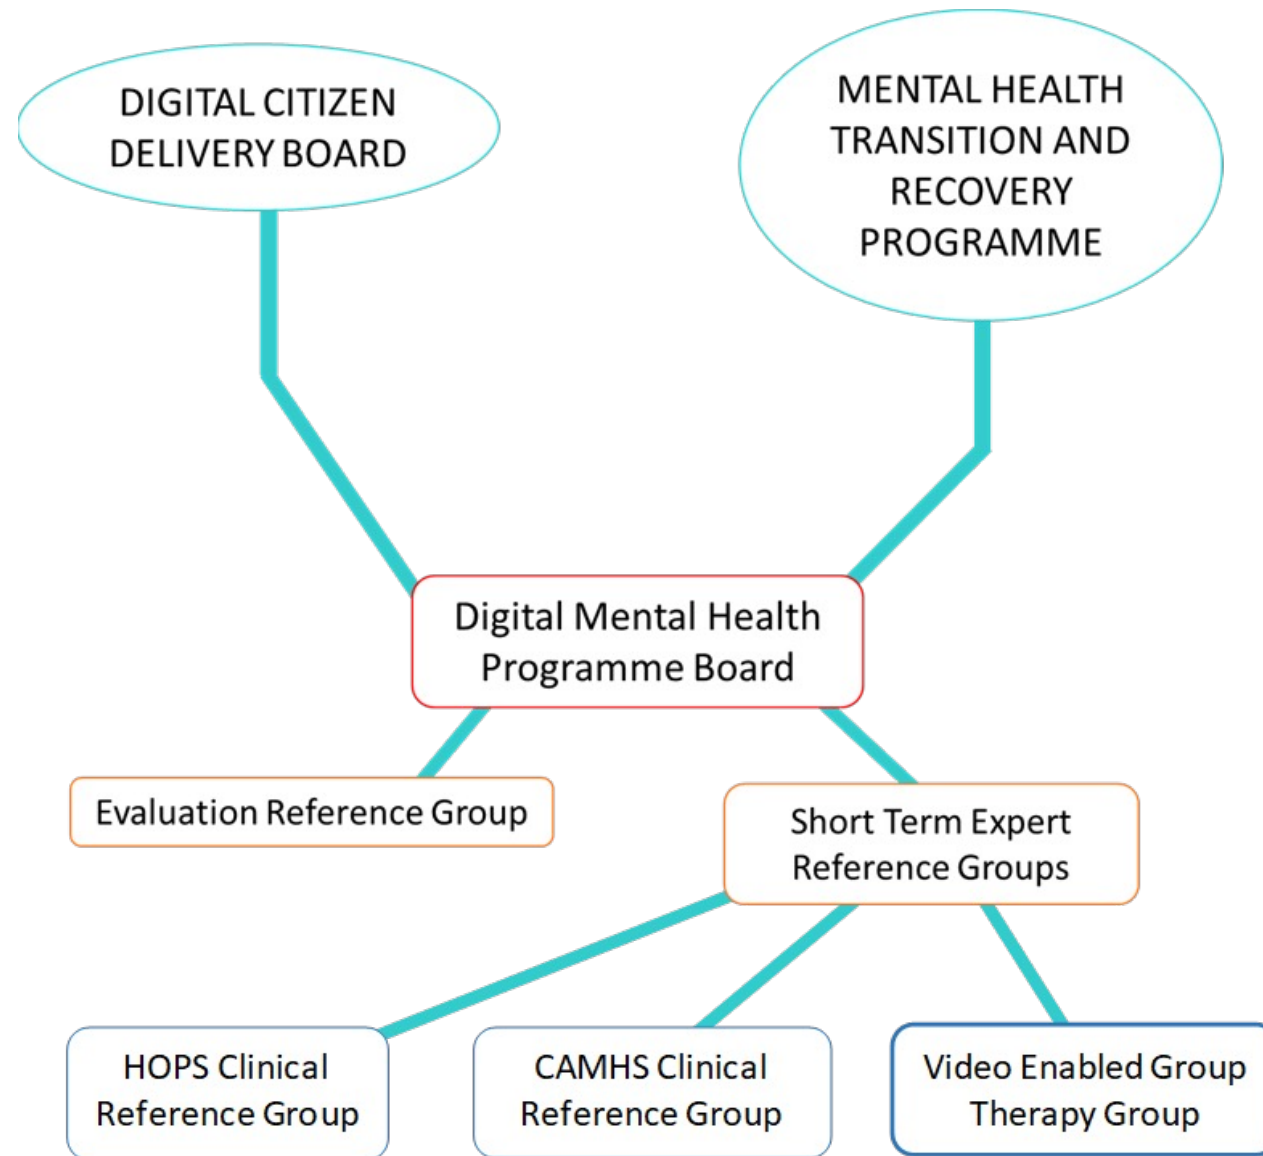 DIGITAL CITIZEN
DELIVERY BOARD
MENTAL HEALTH
TRANSITION AND
RECOVERY
PROGRAMME
Digital Mental Health
Programme Board
Evaluation Reference Group
Short Term Expert
Reference Groups
HOPS Clinical
Reference Group
CAMHS Clinical
Reference Group
Video Enabled Group
Therapy Group